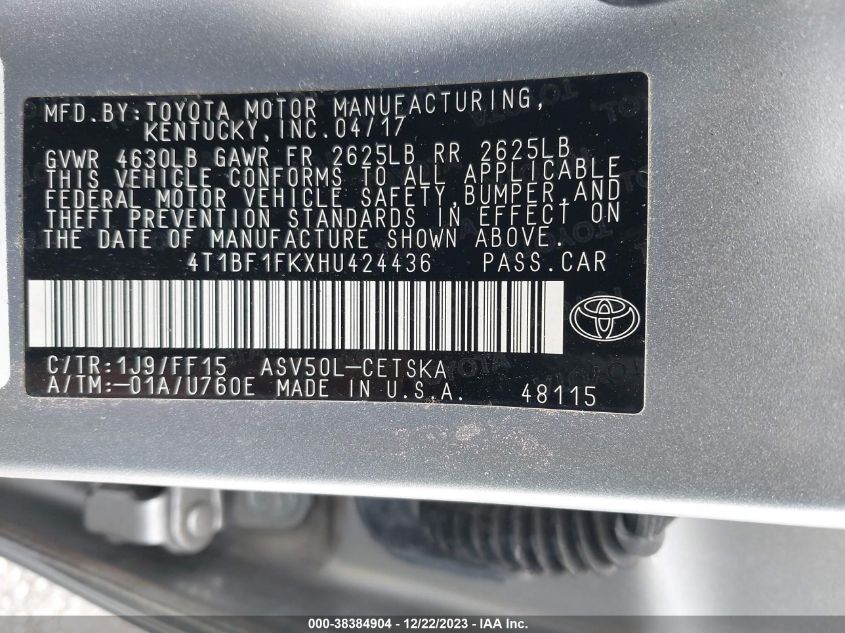 MFD.BY:TOYOTA MOTOR MANUFACTURING,
KENTUCKY,INC.04/17
GVWR 4630LB GAWR FR 2625LB RR 2625LB
THIS VEHICLE CONFORMS TO ALL APPLICABLE
FEDERAL MOTOR VEHICLE SAFETY,BUMPER,AND
THEFT PREVENTION STANDARDS IN EFFECT ON
THE DATE OF MANUFACTURE SHOWN ABOVE.
4T1BF1FKXHU424436 PASS.CAR
C/TR:1J9/FF15 ASV50L-CETSKA
A/TM:-01A/U760E MADE IN U.S.A. 48115
000-38384904 - 12/22/2023 - IAA Inc.